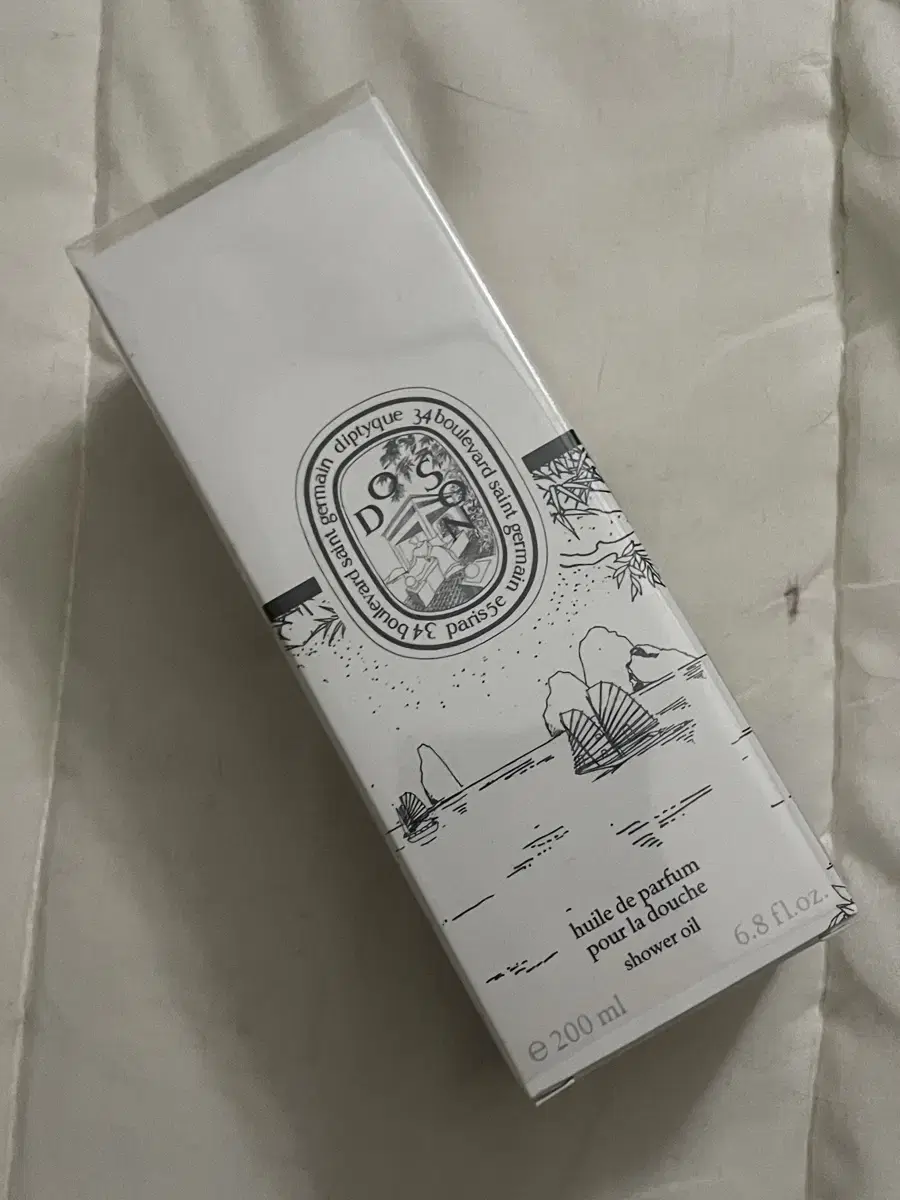 diptyque 34 boulevard saint germain paris5e 34 boulevard saint germain
DO SON
huile de parfum
pour la douche
shower oil
℮ 200 ml
6.8 fl.oz.